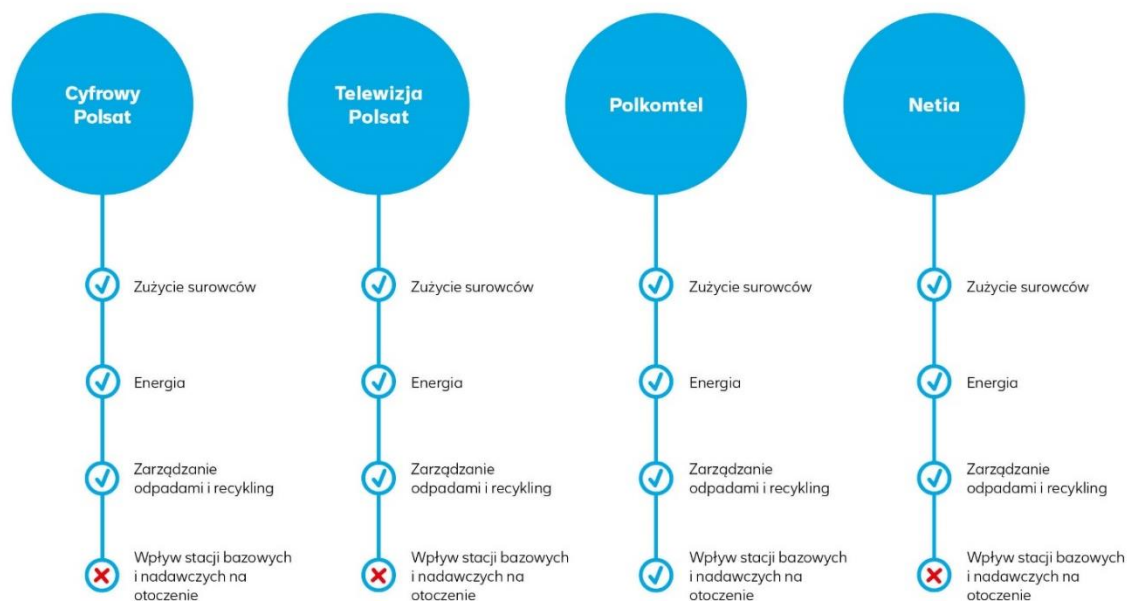 Cyfrowy
Polsat
Zużycie surowców
Energia
Zarządzanie
odpadami i recykling
Wpływ stacji bazowych
i nadawczych na
otoczenie
Telewizja
Polsat
Zużycie surowców
Energia
Zarządzanie
odpadami i recykling
Wpływ stacji bazowych
i nadawczych na
otoczenie
Polkomtel
Zużycie surowców
Energia
Zarządzanie
odpadami i recykling
Wpływ stacji bazowych
i nadawczych na
otoczenie
Netia
Zużycie surowców
Energia
Zarządzanie
odpadami i recykling
Wpływ stacji bazowych
i nadawczych na
otoczenie